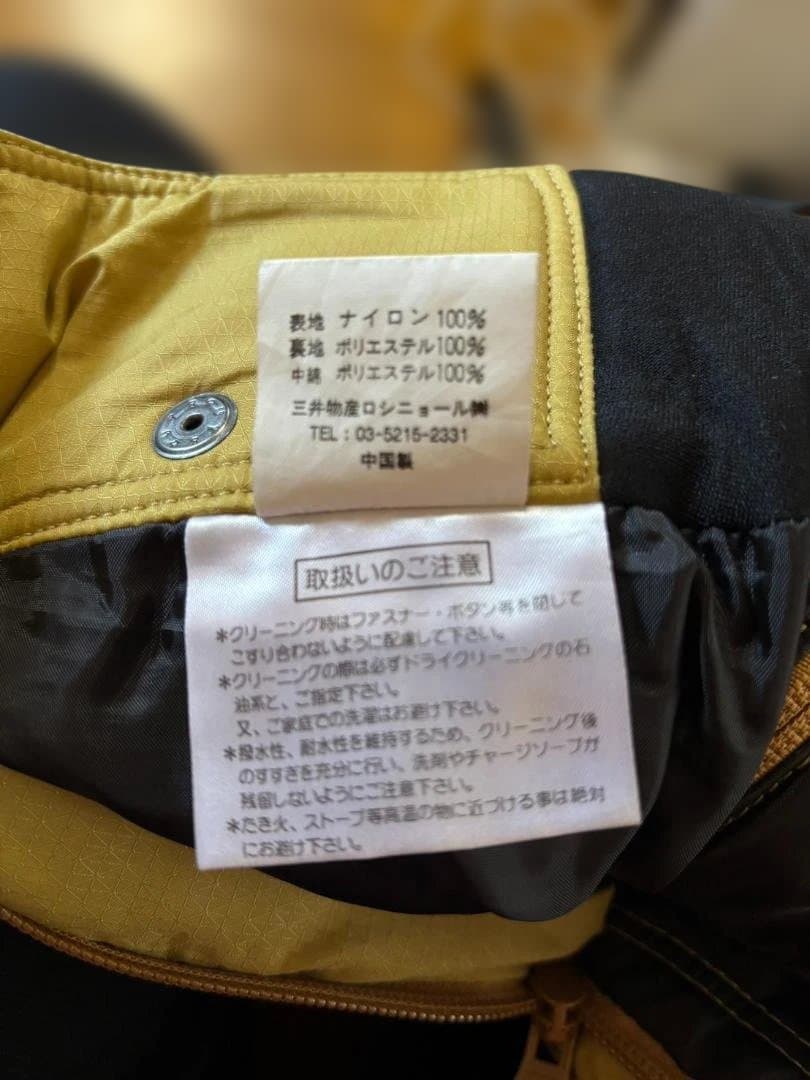 表地 ナイロン100%
裏地 ポリエステル100%
中綿 ポリエステル100%
三井物産ロシニョール㈱
TEL:03-5215-2331
中国製
取扱いのご注意
*クリーニング時はファスナー・ボタン等を閉じて
こすり合わないように配慮して下さい。
*クリーニングの際は必ずドライクリーニングの石
油系と、ご指定下さい。
又、ご家庭での洗濯はお避け下さい。
*撥水性、耐水性を維持するため、クリーニング後
のすすぎを充分に行い、洗剤やチャージソープが
残留しないようにご注意下さい。
*たき火、ストーブ等高温の物に近づける事は絶対
にお避け下さい。